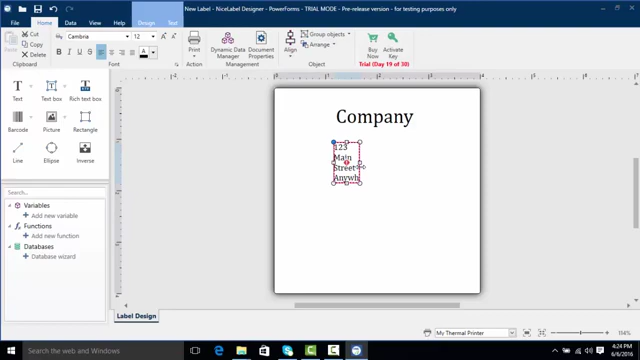 New Label - NiceLabel Designer - PowerForms - TRIAL MODE - Pre-release version - for testing purposes only
File Home Data View Design Text
Cut
Copy
Delete
Paste
Clipboard
Cambria 12
B I U
Font
Print
Action
Dynamic Data Manager
Document Properties
Management
Align
Group objects
Arrange
Arrangement
Buy Now
Activate Key
Trial (Day 19 of 30)
Text
Text box
Rich text box
Barcode
Picture
Rectangle
Line
Ellipse
Inverse
Search...
Variables
Add new variable
Functions
Add new function
Databases
Database wizard
Company
123
Main
Street
Anywh
Label Design
My Thermal Printer
114%
Search the web and Windows
4:24 PM
6/6/2016